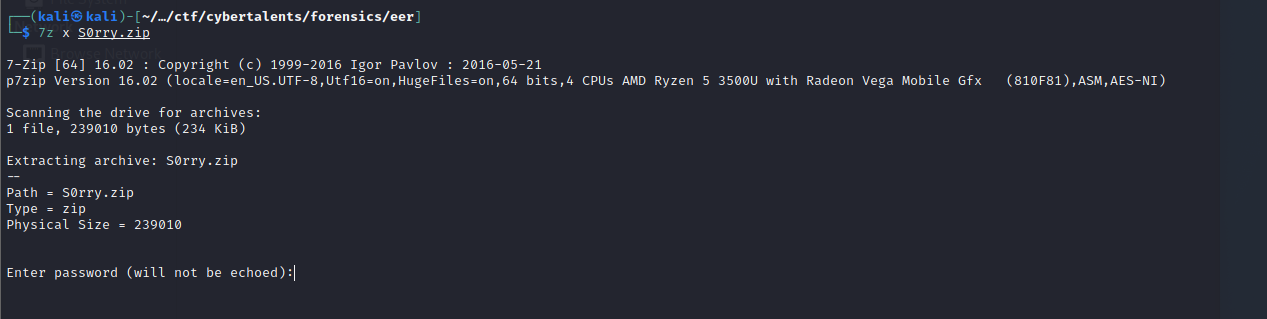 ┌──(kali㉿kali)-[~/…/ctf/cybertalents/forensics/eer]
└─$ 7z x S0rry.zip
7-Zip [64] 16.02 : Copyright (c) 1999-2016 Igor Pavlov : 2016-05-21
p7zip Version 16.02 (locale=en_US.UTF-8,Utf16=on,HugeFiles=on,64 bits,4 CPUs AMD Ryzen 5 3500U with Radeon Vega Mobile Gfx   (810F81),ASM,AES-NI)
Scanning the drive for archives:
1 file, 239010 bytes (234 KiB)
Extracting archive: S0rry.zip
--
Path = S0rry.zip
Type = zip
Physical Size = 239010
Enter password (will not be echoed):